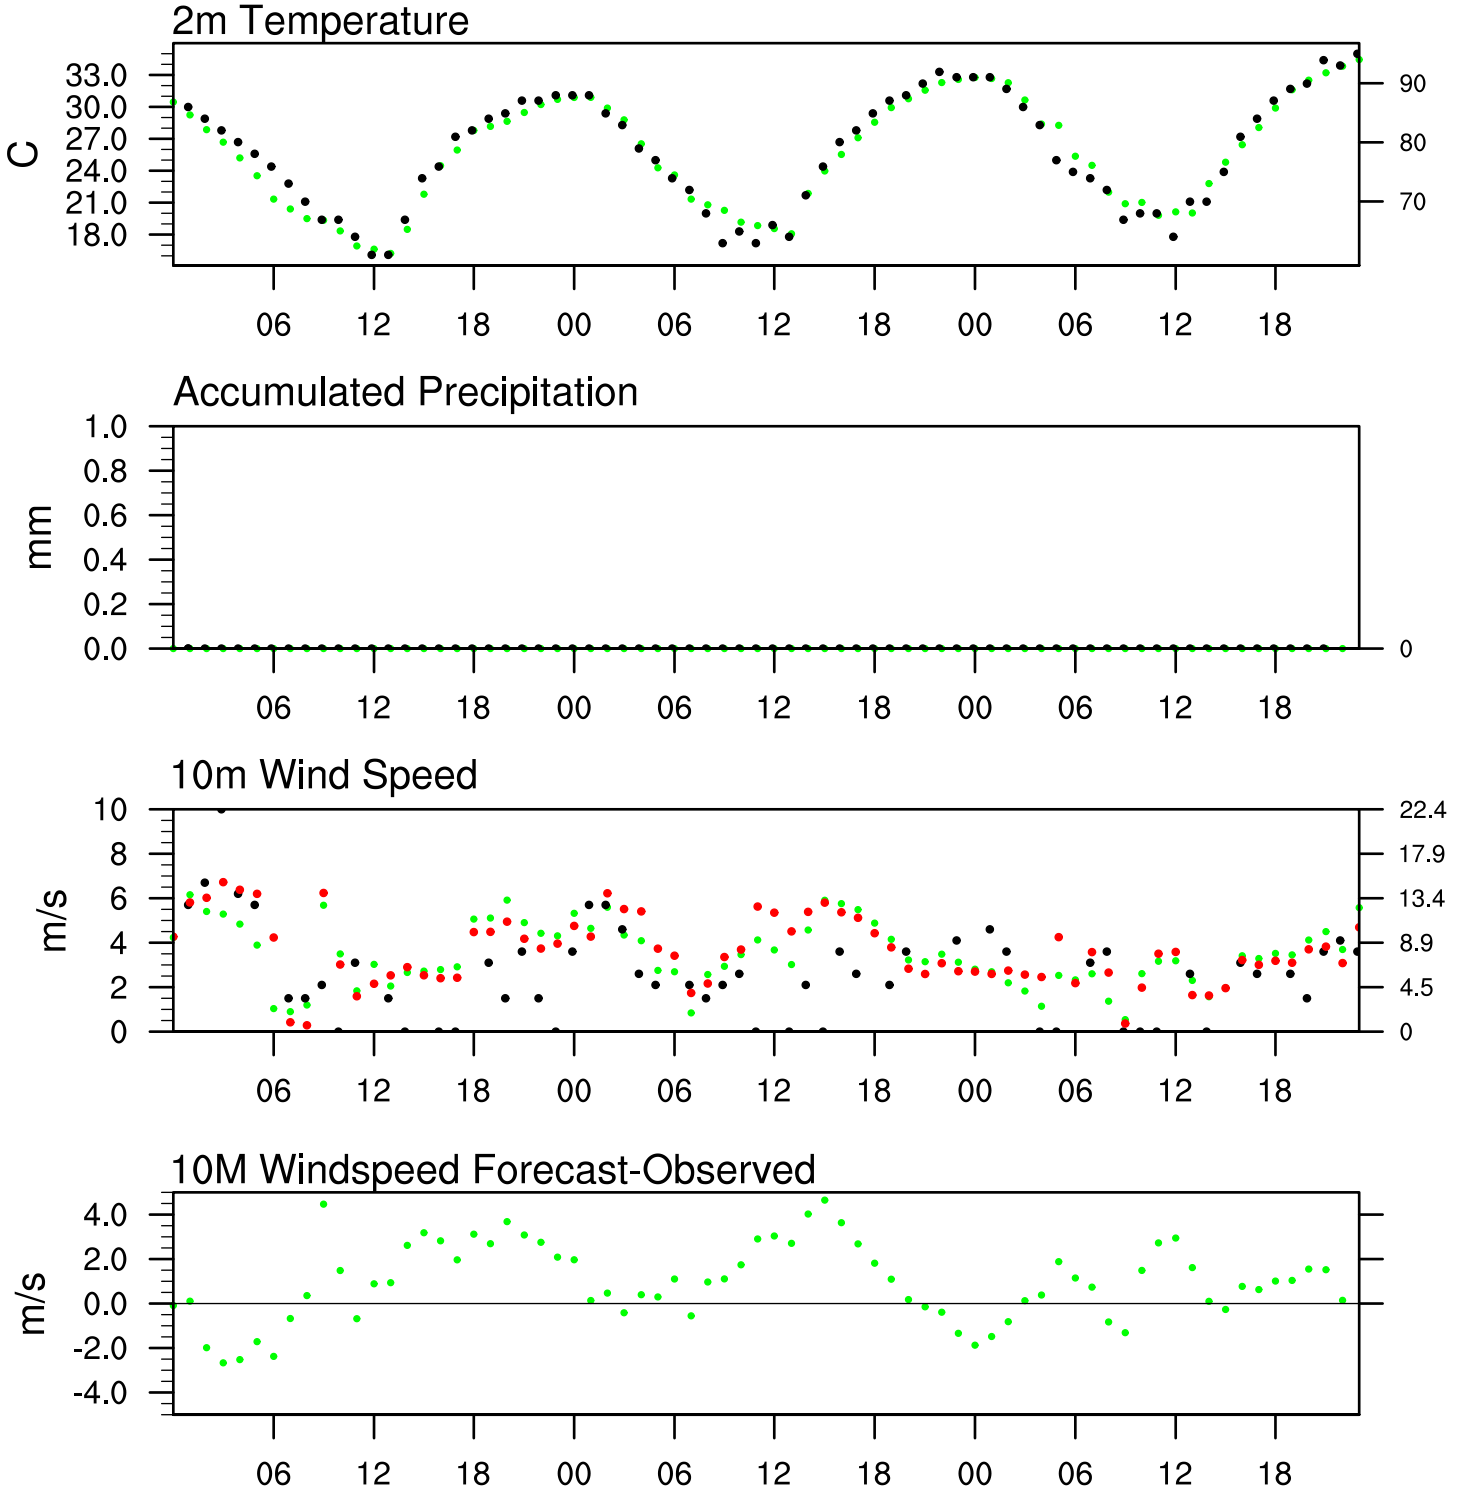 2m Temperature
33.0
30.0
27.0
24.0
21.0
18.0
C
90
80
70
06 12 18 00 06 12 18 00 06 12 18
Accumulated Precipitation
1.0
0.8
0.6
0.4
0.2
0.0
mm
0
06 12 18 00 06 12 18 00 06 12 18
10m Wind Speed
10
8
6
4
2
0
m/s
22.4
17.9
13.4
8.9
4.5
0
06 12 18 00 06 12 18 00 06 12 18
10M Windspeed Forecast-Observed
4.0
2.0
0.0
-2.0
-4.0
m/s
06 12 18 00 06 12 18 00 06 12 18